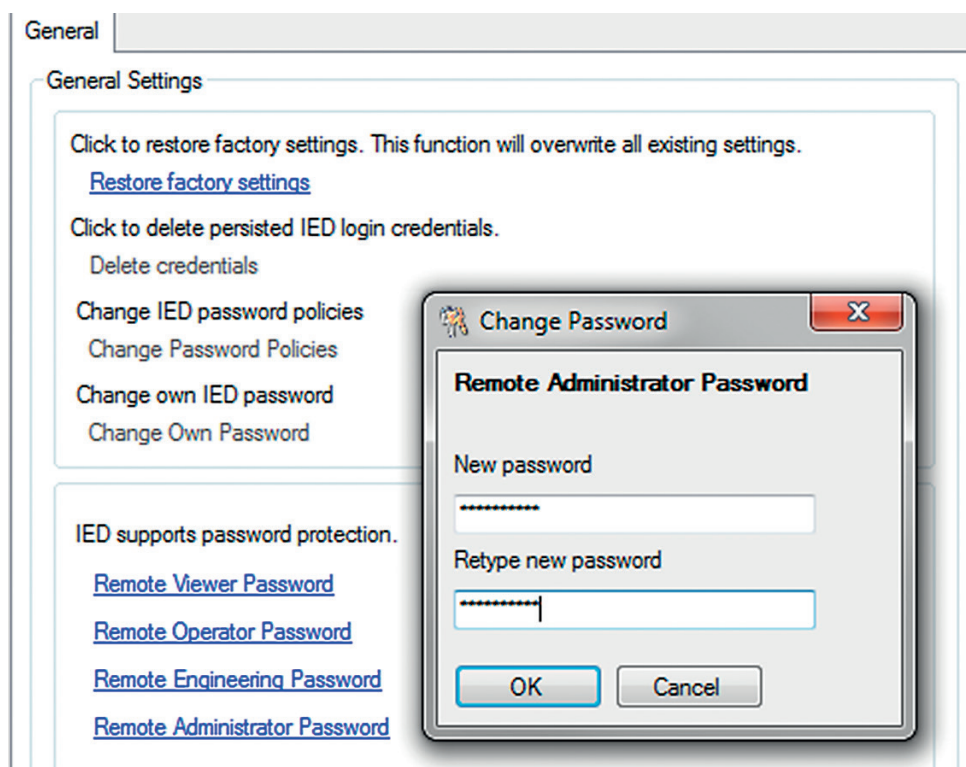 General
General Settings
Click to restore factory settings. This function will overwrite all existing settings.
Restore factory settings
Click to delete persisted IED login credentials.
Delete credentials
Change IED password policies
Change Password Policies
Change own IED password
Change Own Password
IED supports password protection.
Remote Viewer Password
Remote Operator Password
Remote Engineering Password
Remote Administrator Password
Change Password
Remote Administrator Password
New password
**********
Retype new password
**********
OK
Cancel